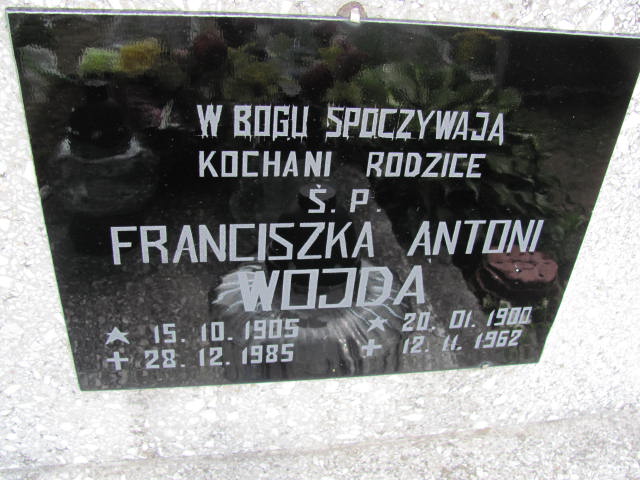 W BOGU SPOCZYWAJĄ
KOCHANI RODZICE
Ś. P.
FRANCISZKA ANTONI
WOJDA
★ 15. 10. 1905 ★ 20. 01. 1900
+ 28. 12. 1985 + 12. 11. 1962